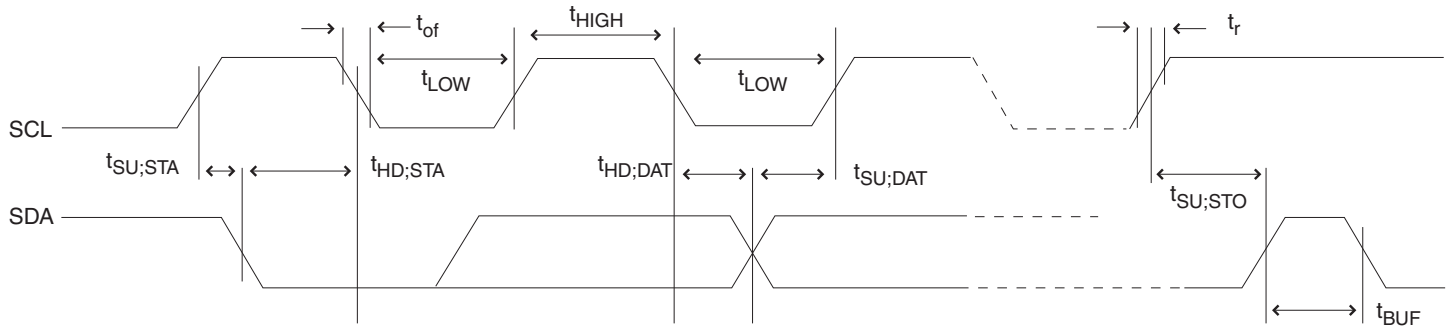 t_of t_HIGH t_r
t_LOW t_LOW
SCL
t_SU;STA t_HD;STA t_HD;DAT t_SU;DAT
t_SU;STO
SDA
t_BUF